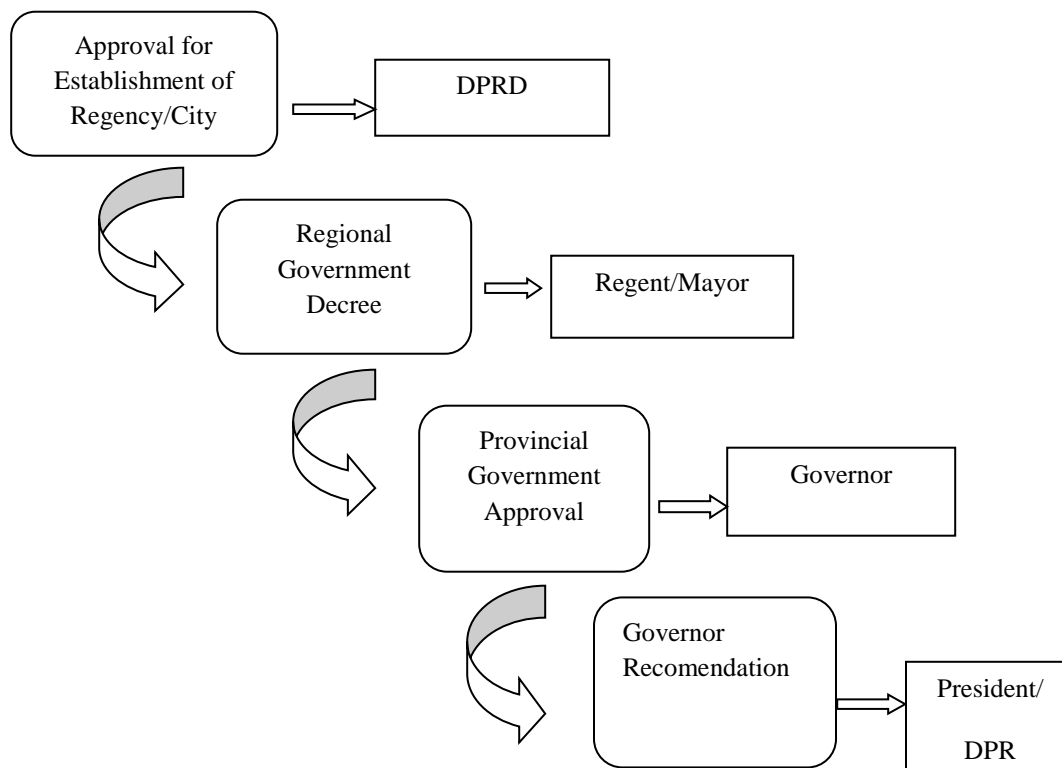 Approval for
Establishment of
Regency/City
DPRD
Regional
Government
Decree
Regent/Mayor
Provincial
Government
Approval
Governor
Governor
Recomendation
President/
DPR